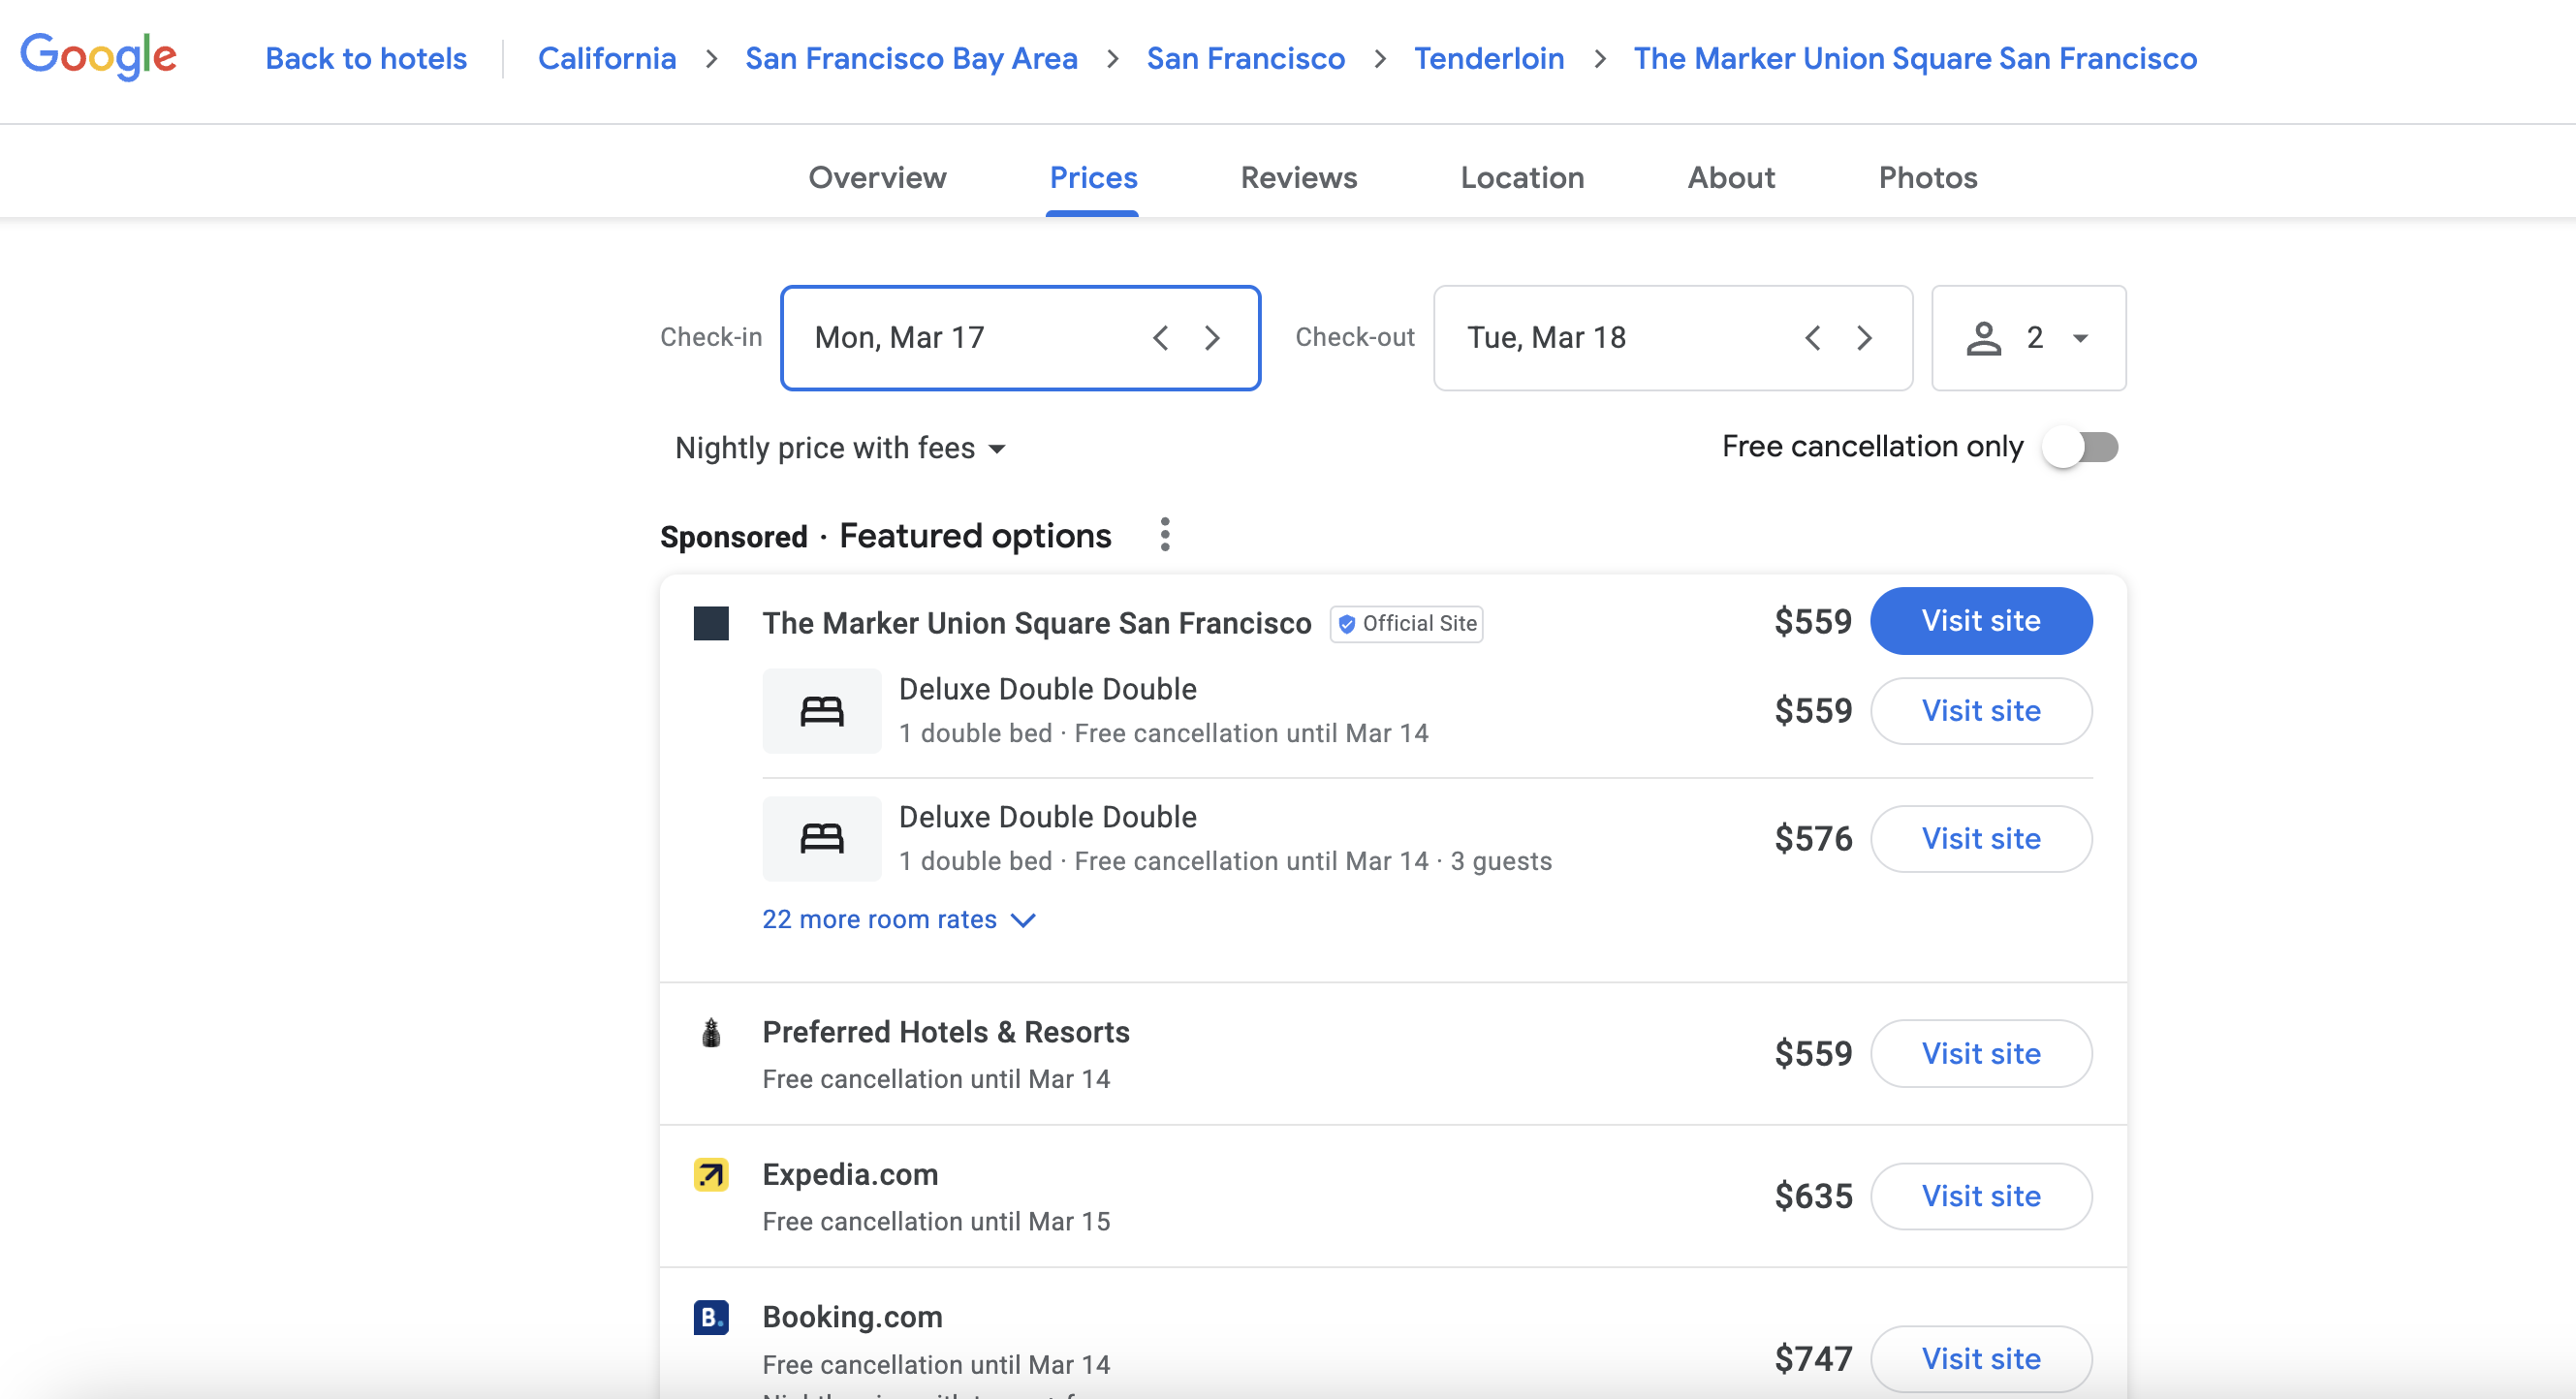 Google Back to hotels California > San Francisco Bay Area > San Francisco > Tenderloin > The Marker Union Square San Francisco
Overview Prices Reviews Location About Photos
Check-in Mon, Mar 17 Check-out Tue, Mar 18 2
Nightly price with fees Free cancellation only
Sponsored · Featured options
The Marker Union Square San Francisco Official Site $559 Visit site
Deluxe Double Double
1 double bed · Free cancellation until Mar 14
$559 Visit site
Deluxe Double Double
1 double bed · Free cancellation until Mar 14 · 3 guests
$576 Visit site
22 more room rates
Preferred Hotels & Resorts
Free cancellation until Mar 14
$559 Visit site
Expedia.com
Free cancellation until Mar 15
$635 Visit site
B. Booking.com
Free cancellation until Mar 14
$747 Visit site